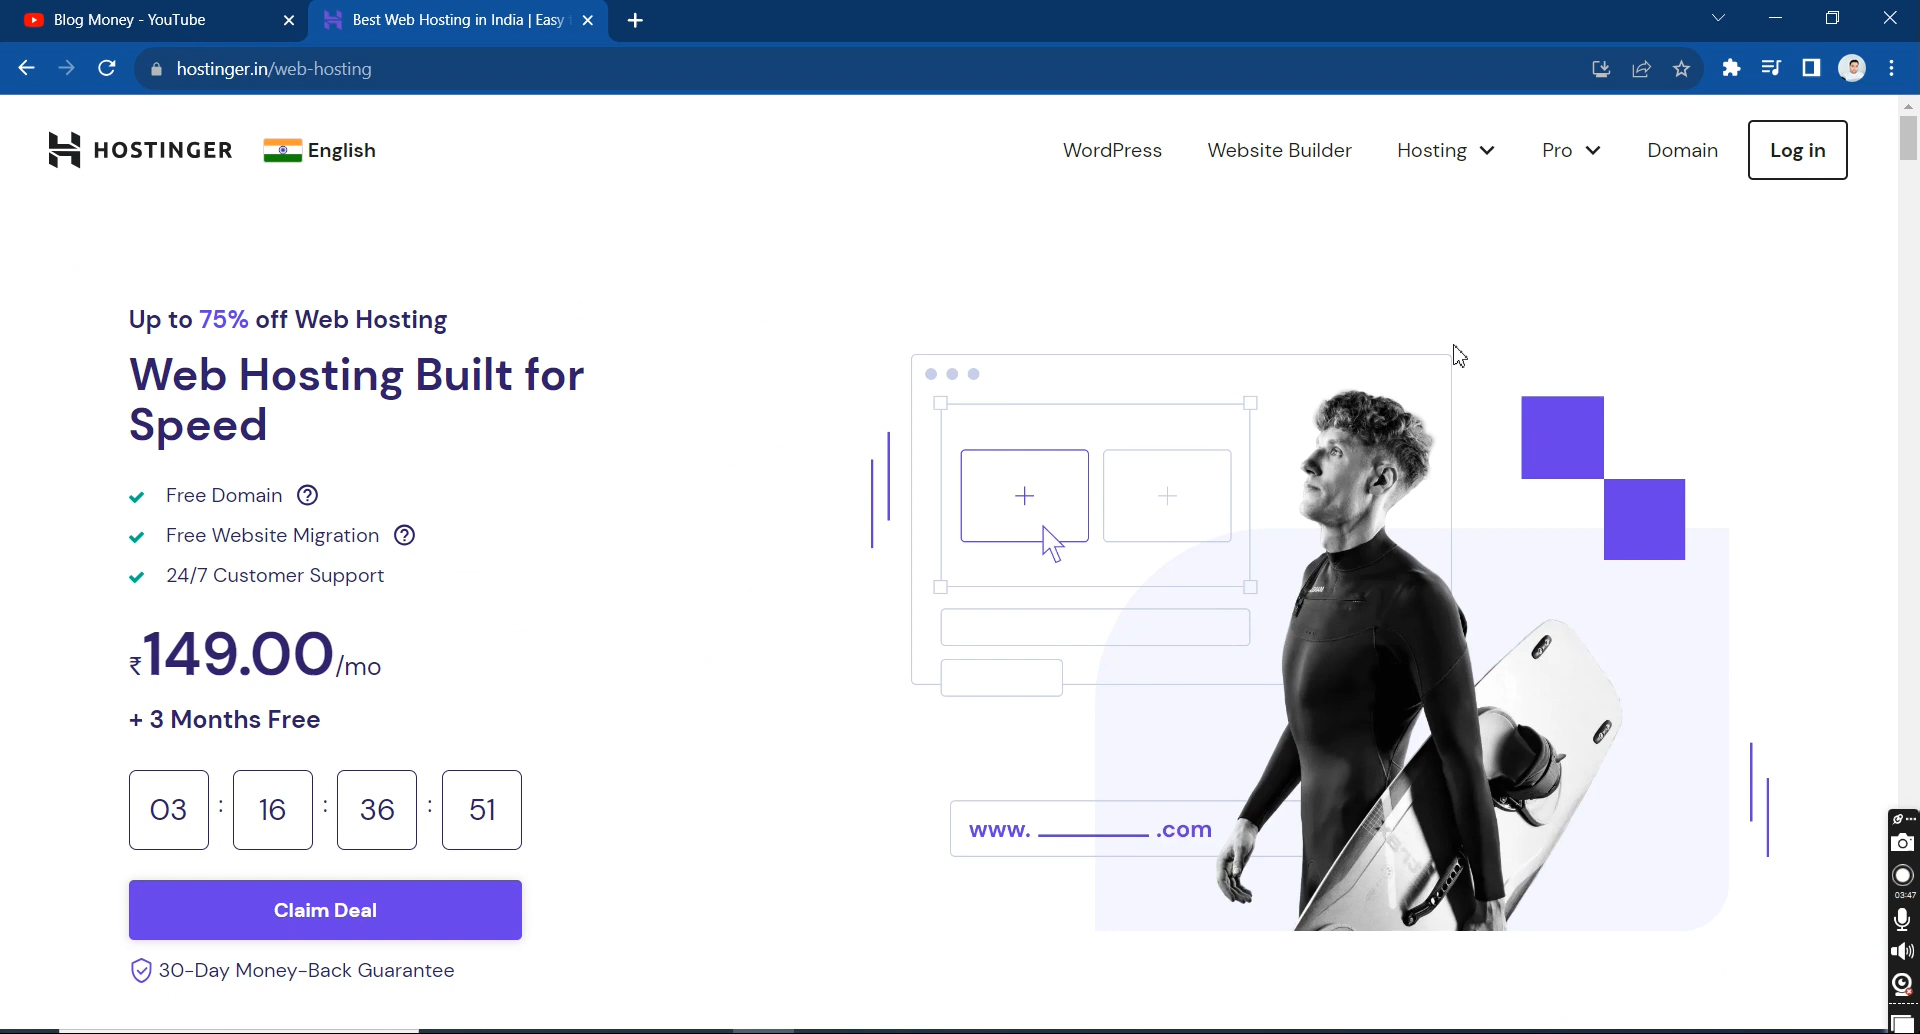 Blog Money - YouTube
Best Web Hosting in India | Easy
hostinger.in/web-hosting
HOSTINGER
English
WordPress
Website Builder
Hosting
Pro
Domain
Log in
Up to 75% off Web Hosting
Web Hosting Built for
Speed
Free Domain ?
Free Website Migration ?
24/7 Customer Support
₹149.00/mo
+ 3 Months Free
03 : 16 : 36 : 51
Claim Deal
30-Day Money-Back Guarantee
www. ________ .com
03:47